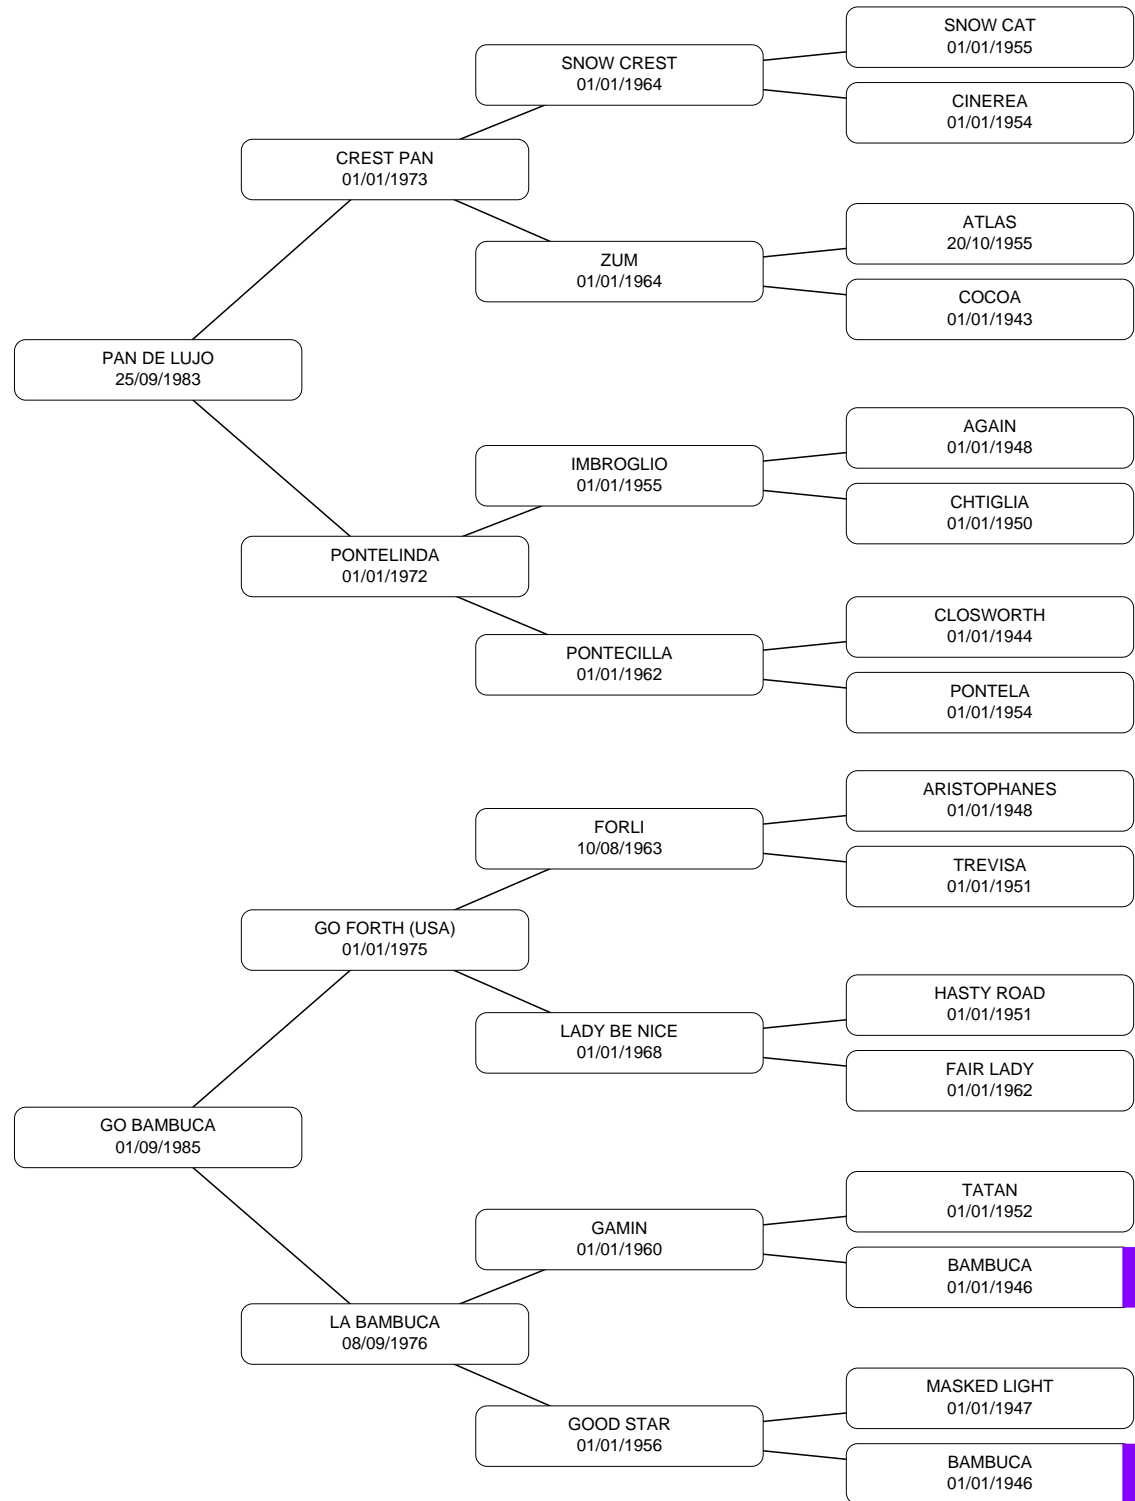 SNOW CAT
01/01/1955
SNOW CREST
01/01/1964
CINEREA
01/01/1954
CREST PAN
01/01/1973
ATLAS
20/10/1955
ZUM
01/01/1964
COCOA
01/01/1943
PAN DE LUJO
25/09/1983
AGAIN
01/01/1948
IMBROGLIO
01/01/1955
CHTIGLIA
01/01/1950
PONTELINDA
01/01/1972
CLOSWORTH
01/01/1944
PONTECILLA
01/01/1962
PONTELA
01/01/1954
ARISTOPHANES
01/01/1948
FORLI
10/08/1963
TREVISA
01/01/1951
GO FORTH (USA)
01/01/1975
HASTY ROAD
01/01/1951
LADY BE NICE
01/01/1968
FAIR LADY
01/01/1962
GO BAMBUCA
01/09/1985
TATAN
01/01/1952
GAMIN
01/01/1960
BAMBUCA
01/01/1946
LA BAMBUCA
08/09/1976
MASKED LIGHT
01/01/1947
GOOD STAR
01/01/1956
BAMBUCA
01/01/1946